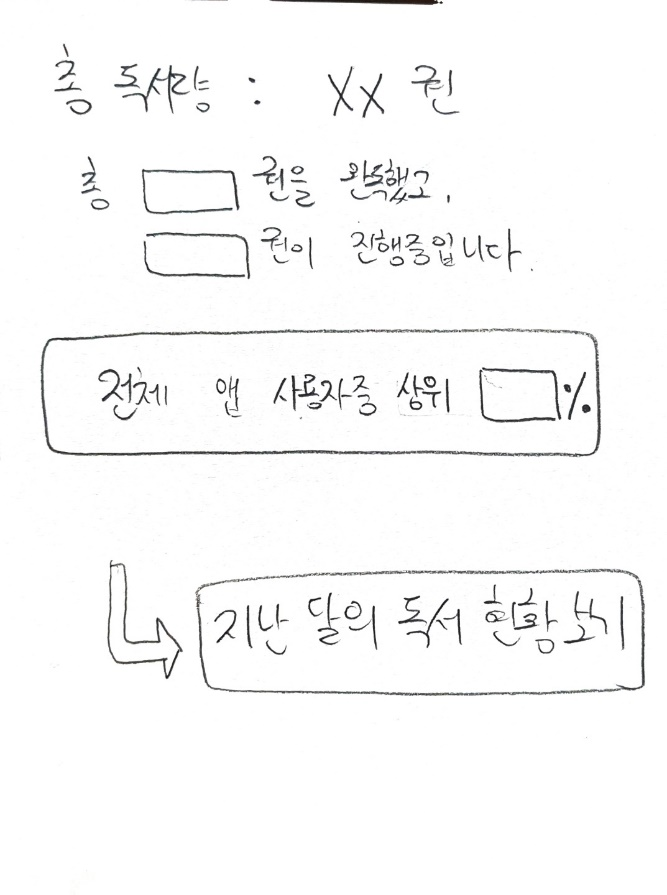 총 독서량 : XX 권
총 권을 완독했고,
권이 진행중입니다.
전체 앱 사용자중 상위 %
지난 달의 독서 현황 보기